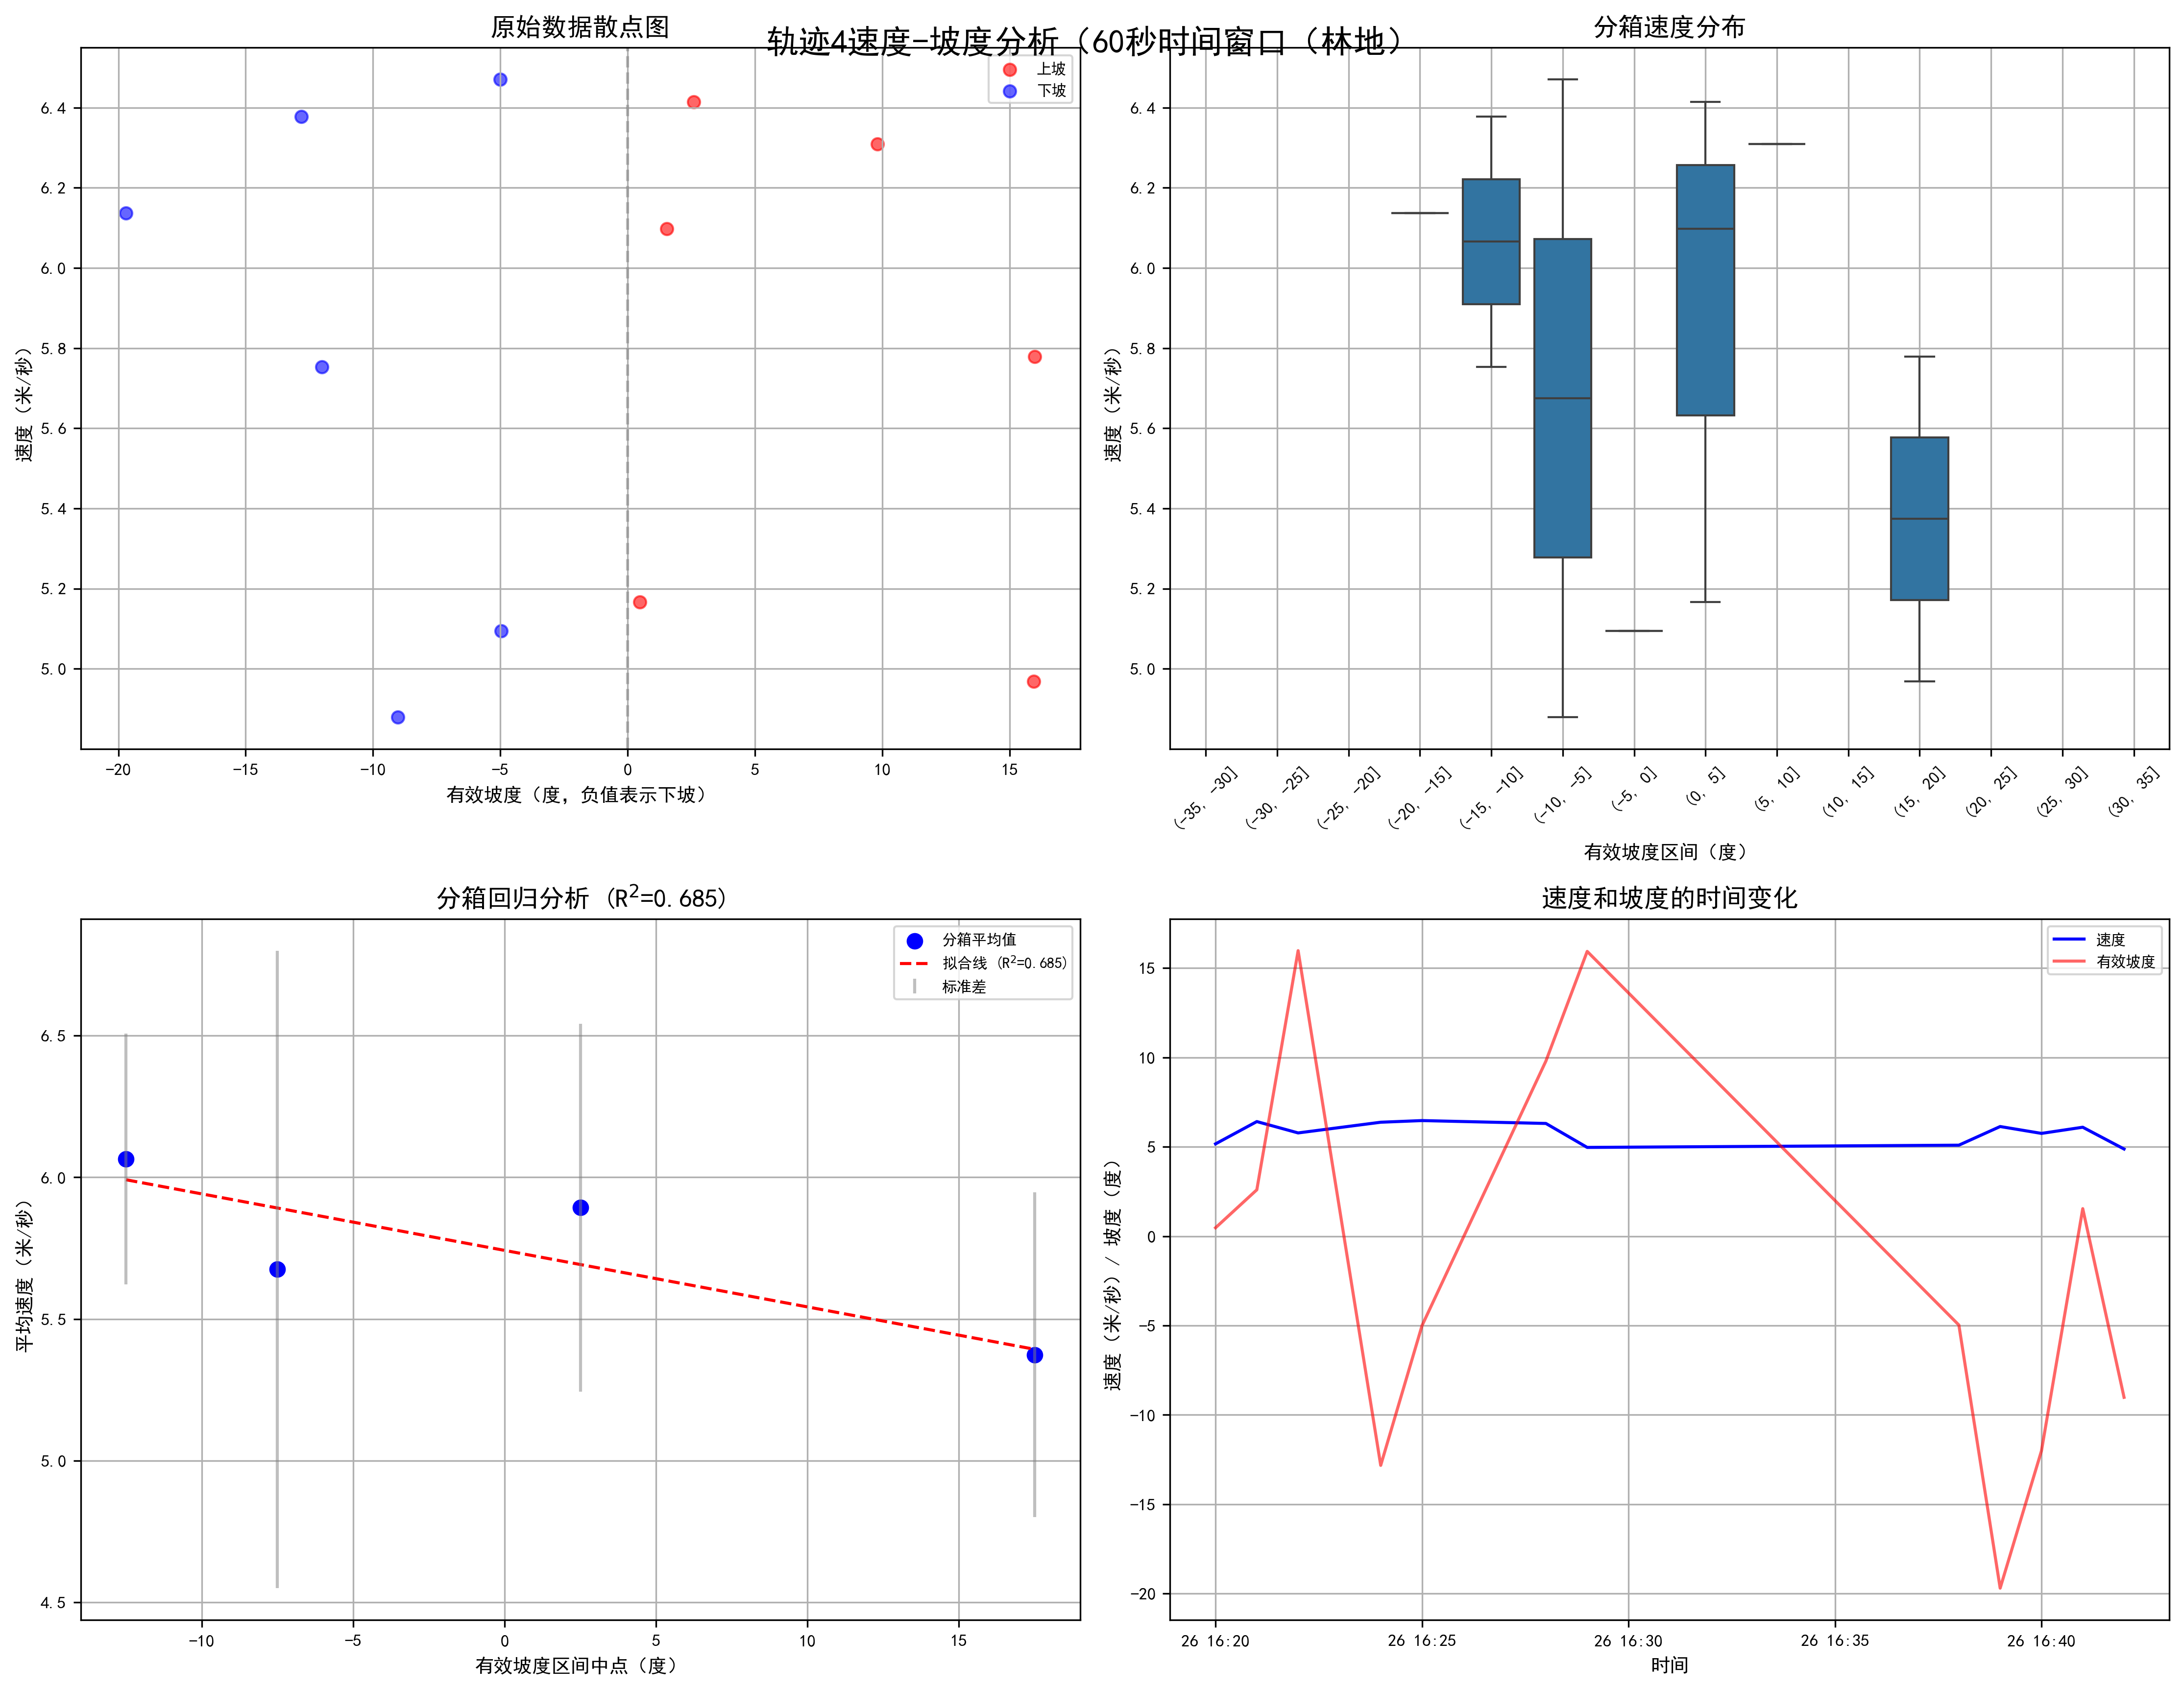 轨迹4速度-坡度分析（60秒时间窗口（林地）
原始数据散点图
上坡
下坡
6.4
6.2
6.0
5.8
5.6
5.4
5.2
5.0
速度（米/秒）
-20 -15 -10 -5 0 5 10 15
有效坡度（度，负值表示下坡）
分箱速度分布
6.4
6.2
6.0
5.8
5.6
5.4
5.2
5.0
速度（米/秒）
(-35, -30] (-30, -25] (-25, -20] (-20, -15] (-15, -10] (-10, -5] (-5, 0] (0, 5] (5, 10] (10, 15] (15, 20] (20, 25] (25, 30] (30, 35]
有效坡度区间（度）
分箱回归分析 (R²=0.685)
分箱平均值
拟合线 (R²=0.685)
标准差
6.5
6.0
5.5
5.0
4.5
平均速度（米/秒）
-10 -5 0 5 10 15
有效坡度区间中点（度）
速度和坡度的时间变化
速度
有效坡度
15
10
5
0
-5
-10
-15
-20
速度（米/秒）/ 坡度（度）
26 16:20 26 16:25 26 16:30 26 16:35 26 16:40
时间